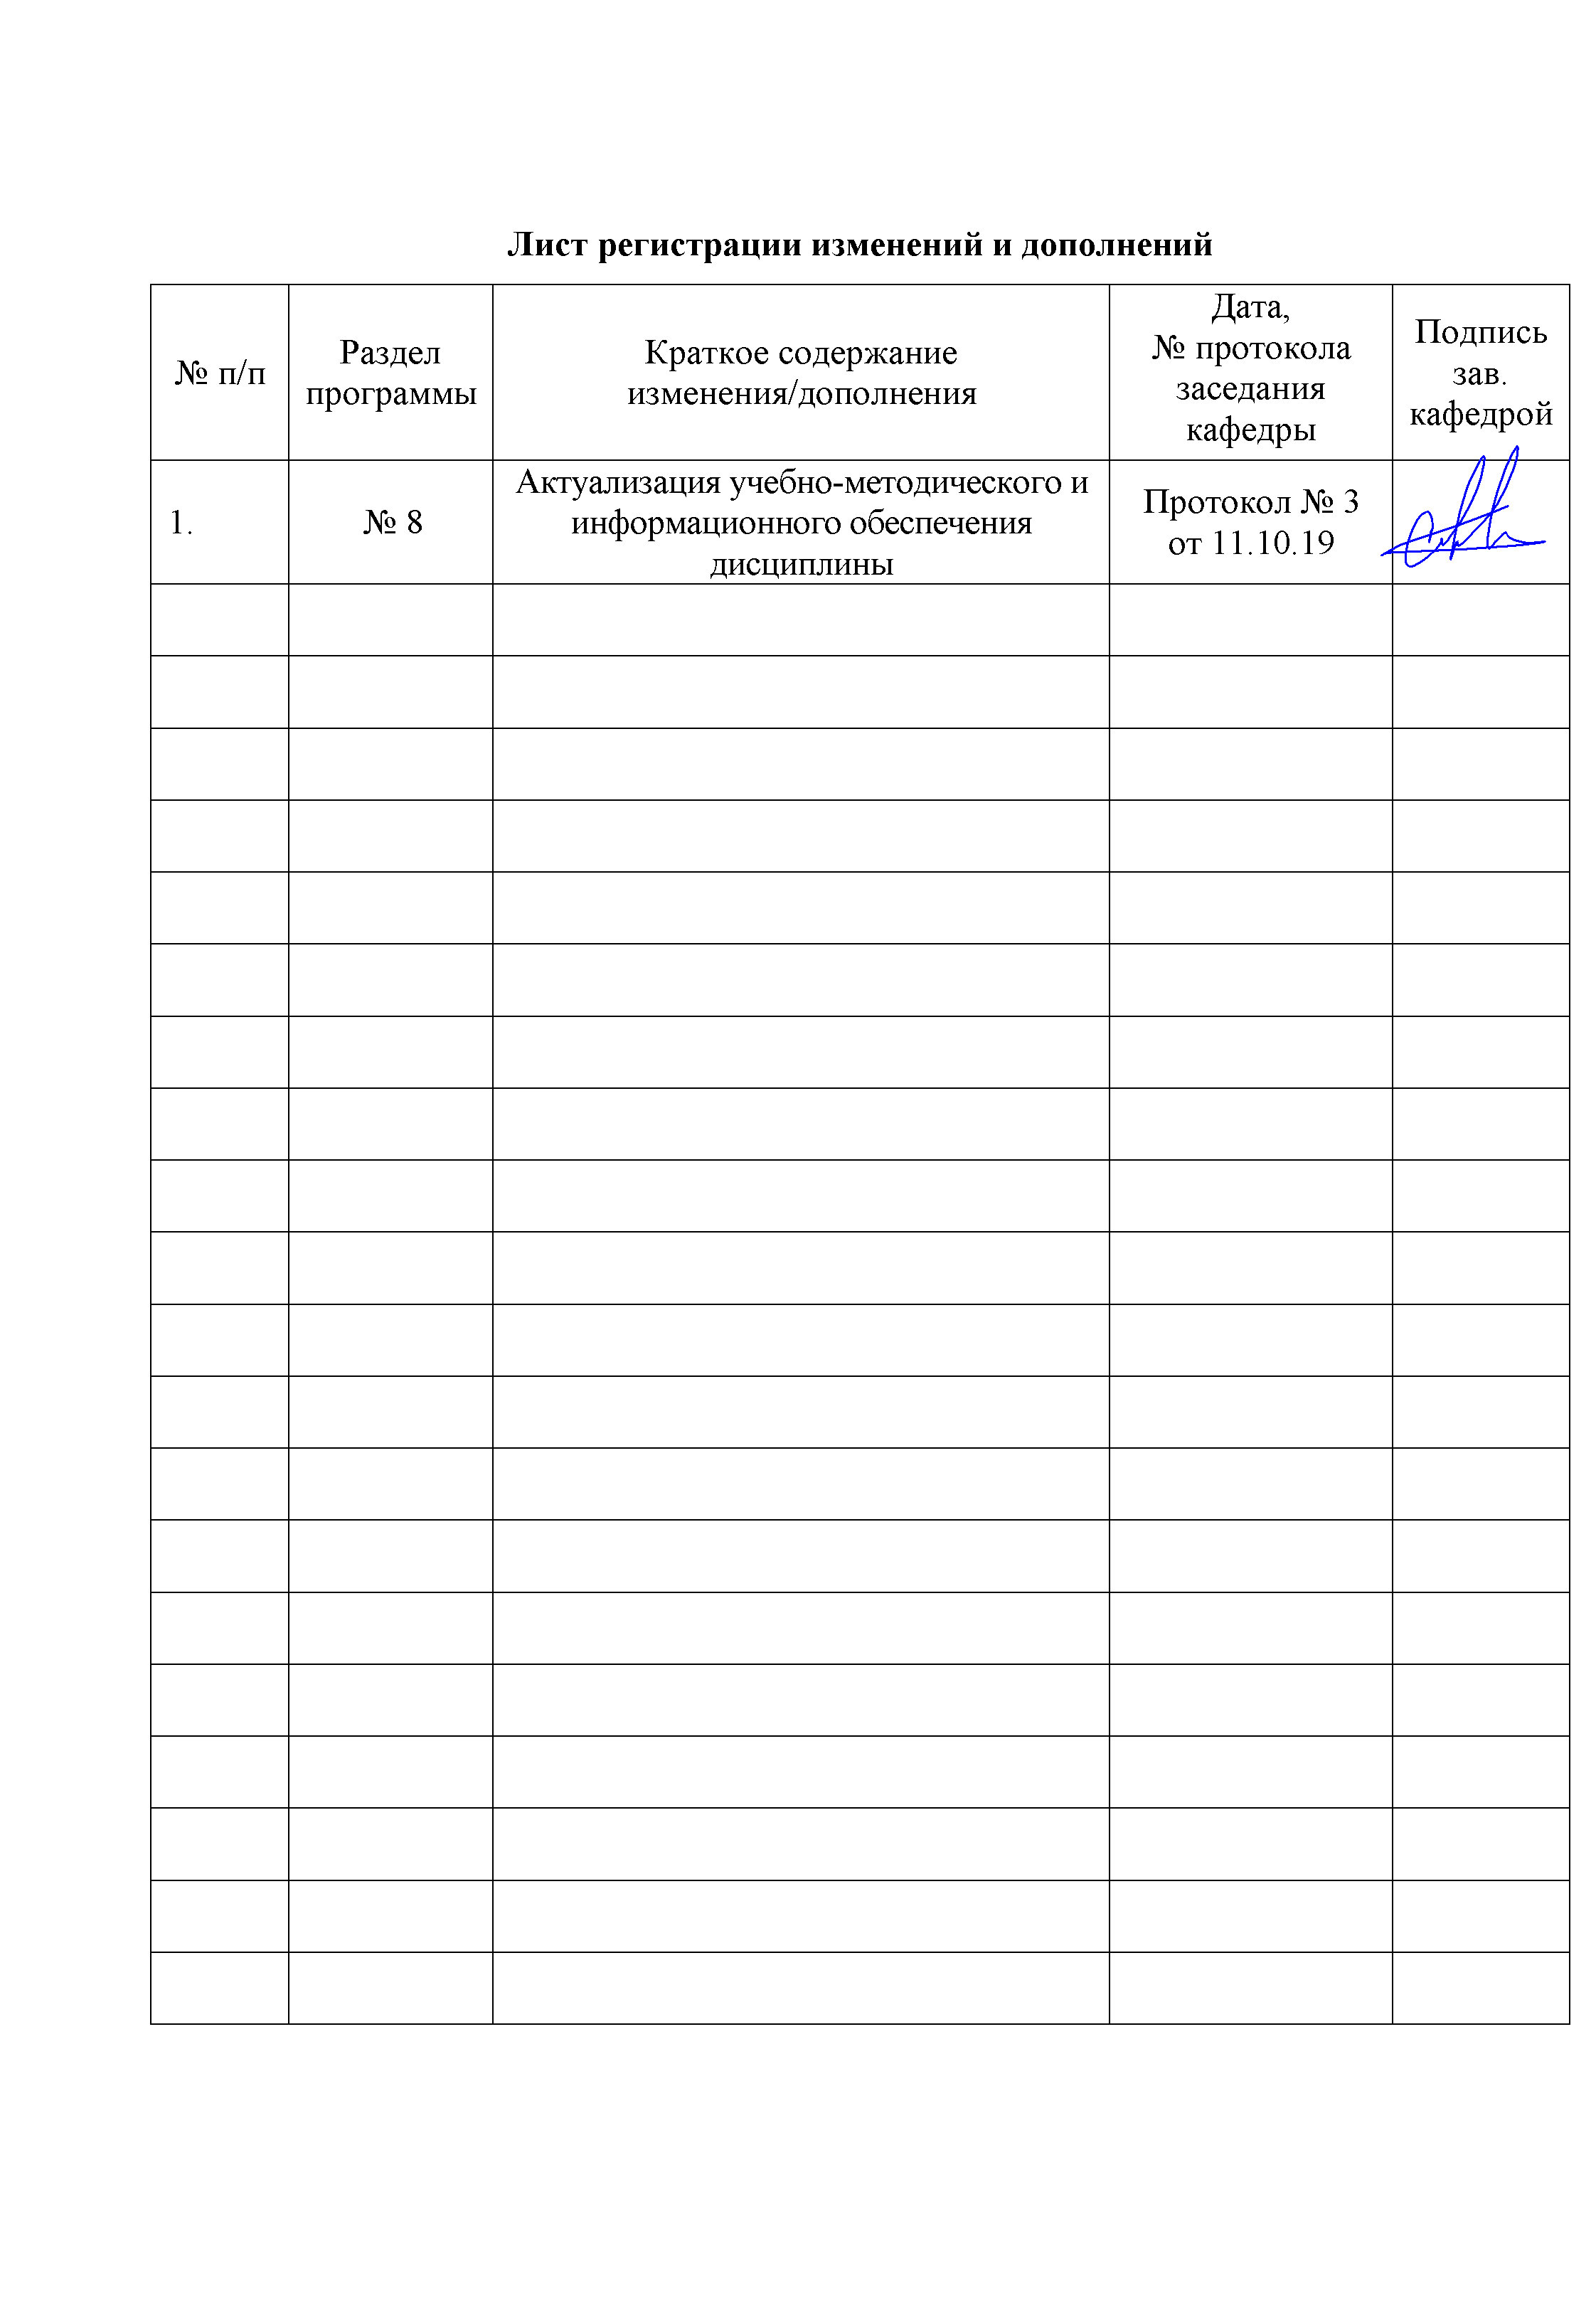 Лист регистрации изменений и дополнений
№ п/п
Раздел
программы
Краткое содержание
изменения/дополнения
Дата,
№ протокола
заседания
кафедры
Подпись
зав.
кафедрой
1.
№ 8
Актуализация учебно-методического и
информационного обеспечения
дисциплины
Протокол № 3
от 11.10.19